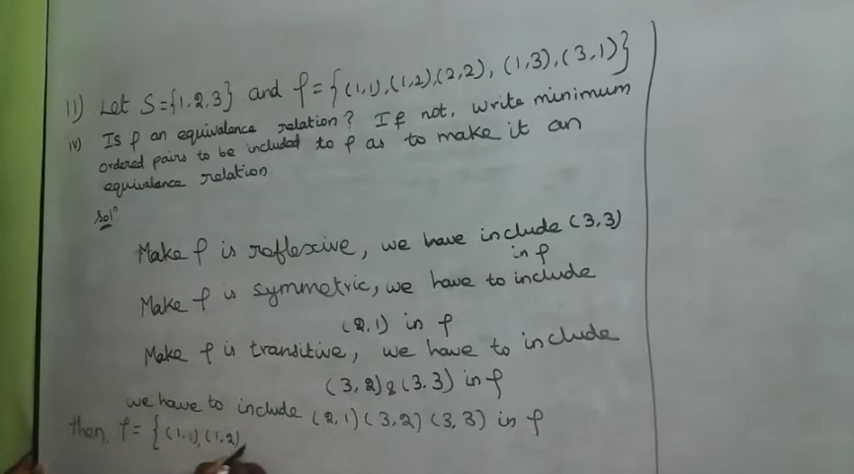 11) Let S={1,2,3} and ρ={(1,1),(1,2),(2,2),(1,3),(3,1)}
iv) Is ρ an equivalence relation? If not, write minimum
ordered pairs to be included to ρ as to make it an
equivalence relation.
Solⁿ
Make ρ is reflexive, we have include (3,3)
in ρ
Make ρ is symmetric, we have to include
(2,1) in ρ
Make ρ is transitive, we have to include
(3,2) & (3,3) in ρ
we have to include (2,1) (3,2) (3,3) in ρ
then, ρ= {(1,1),(1,2)